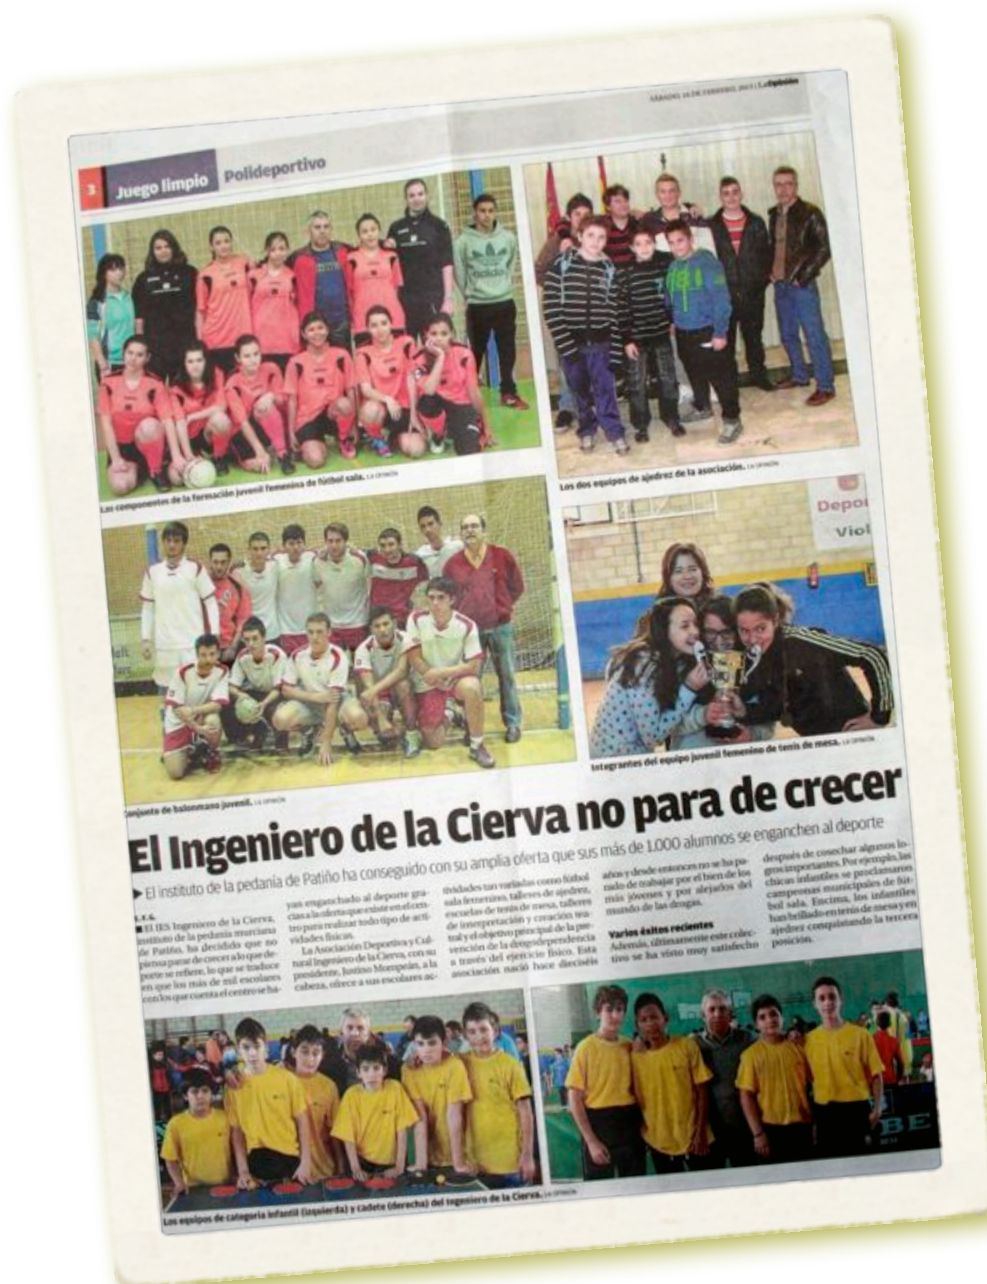 SÁBADO, DE FEBRERO, | La Opinión
3
Juego limpio
Polideportivo
Las componentes de la formación juvenil femenina de fútbol sala. LA OPINIÓN
Los dos equipos de ajedrez de la asociación. LA OPINIÓN
Depor
Viol
adidas
Conjunto de balonmano juvenil. LA OPINIÓN
Integrantes del equipo juvenil femenino de tenis de mesa. LA OPINIÓN
El Ingeniero de la Cierva no para de crecer
►El instituto de la pedanía de Patiño ha conseguido con su amplia oferta que sus más de 1.000 alumnos se enganchen al deporte
■El IES Ingeniero de la Cierva,
instituto de la pedanía murciana
de Patiño, ha decidido que no
piensa parar de crecer a lo que de-
porte se refiere, lo que se traduce
en que los más de mil escolares
con los que cuenta el centro se ha-
yan enganchado al deporte gra-
cias a la oferta que existe en el cen-
tro para realizar todo tipo de acti-
vidades físicas.
La Asociación Deportiva y Cul-
tural Ingeniero de la Cierva, con su
presidente, Justino Mompeán, a la
cabeza, ofrece a sus escolares ac-
tividades tan variadas como fútbol
sala femenino, talleres de ajedrez,
escuelas de tenis de mesa, talleres
de interpretación y creación tea-
tral y el objetivo principal de la pre-
vención de la drogodependencia
a través del ejercicio físico. Esta
asociación nació hace dieciséis
años y desde entonces no se ha pa-
rado de trabajar por el bien de los
más jóvenes y por alejarlos del
mundo de las drogas.
Varios éxitos recientes
Además, últimamente este colec-
tivo se ha visto muy satisfecho
después de cosechar algunos lo-
gros importantes. Por ejemplo, las
chicas infantiles se proclamaron
campeonas municipales de fút-
bol sala. Encima, los infantiles
han brillado en tenis de mesa y en
ajedrez conquistando la tercera
posición.
BE
Los equipos de categoría infantil (izquierda) y cadete (derecha) del Ingeniero de la Cierva. LA OPINIÓN